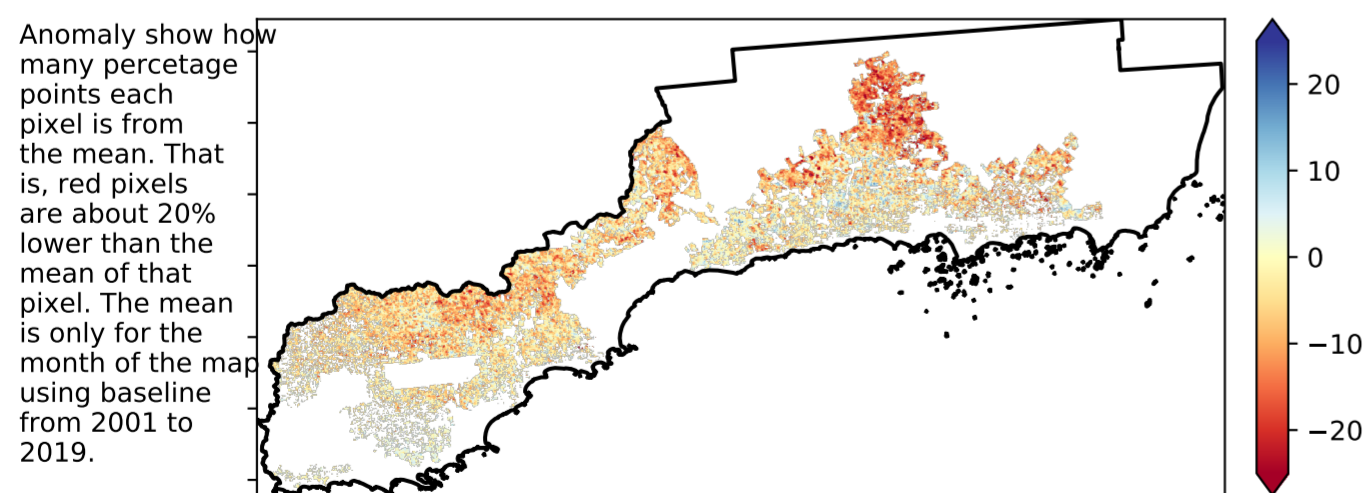 Anomaly show how
many percetage
points each
pixel is from
the mean. That
is, red pixels
are about 20%
lower than the
mean of that
pixel. The mean
is only for the
month of the map
using baseline
from 2001 to
2019.
20
10
0
−10
−20